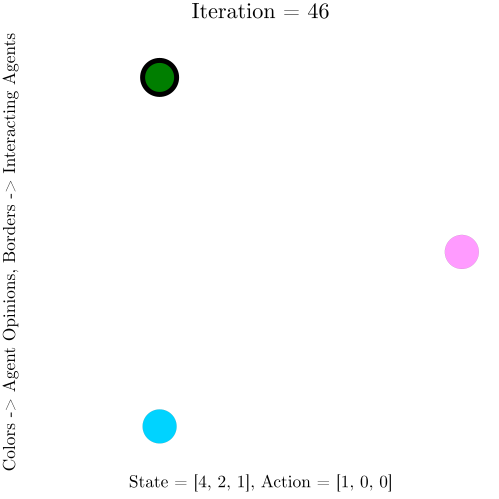 Iteration = 46
Colors -> Agent Opinions, Borders -> Interacting Agents
State = [4, 2, 1], Action = [1, 0, 0]